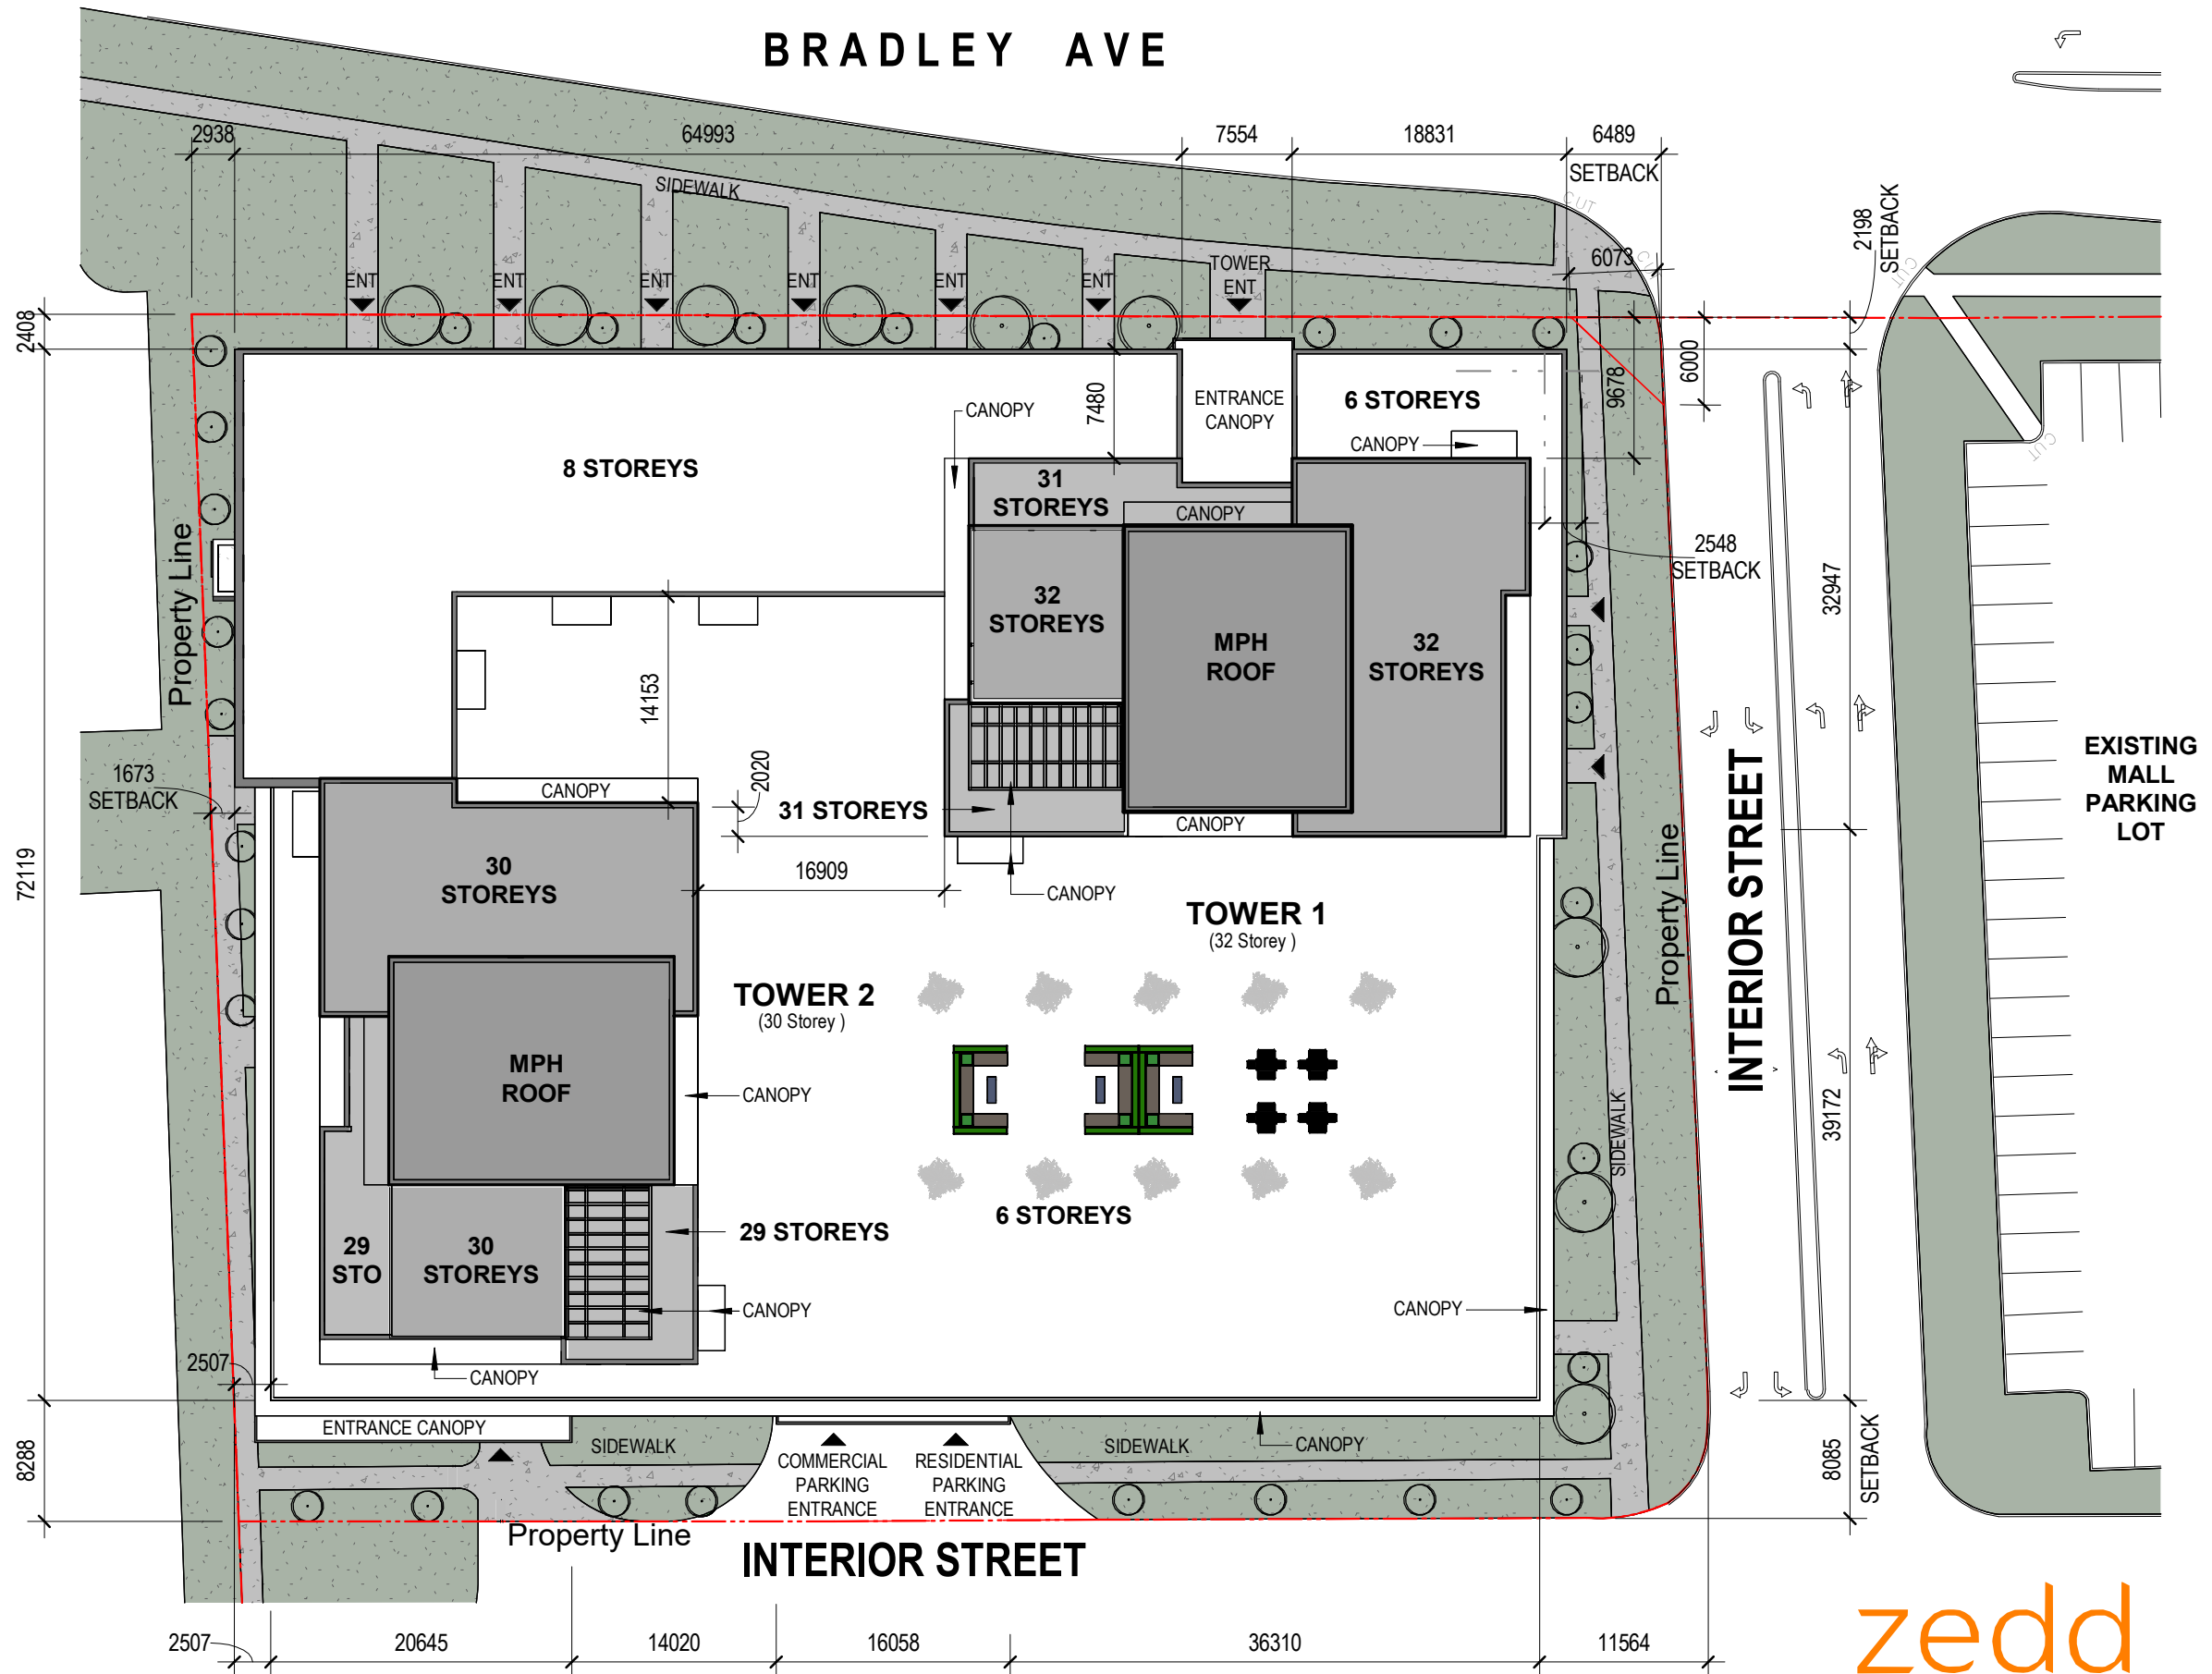 BRADLEY AVE
2938
64993
7554
18831
6489
SETBACK
SIDEWALK
CUT
CUT
CUT
CUT
2198
SETBACK
6073
ENT
ENT
ENT
ENT
ENT
ENT
TOWER
ENT
2408
6000
9678
7480
ENTRANCE
CANOPY
6 STOREYS
CANOPY
CANOPY
8 STOREYS
31
STOREYS
CANOPY
Property Line
2548
SETBACK
32947
32
STOREYS
MPH
ROOF
32
STOREYS
14153
1673
SETBACK
2020
CANOPY
31 STOREYS
CANOPY
INTERIOR STREET
EXISTING
MALL
PARKING
LOT
72119
30
STOREYS
16909
CANOPY
Property Line
TOWER 1
(32 Storey )
TOWER 2
(30 Storey )
MPH
ROOF
CANOPY
SIDEWALK
39172
6 STOREYS
29 STOREYS
29
STO
30
STOREYS
CANOPY
CANOPY
2507
CANOPY
ENTRANCE CANOPY
SIDEWALK
COMMERCIAL
PARKING
ENTRANCE
RESIDENTIAL
PARKING
ENTRANCE
SIDEWALK
CANOPY
8288
8085
SETBACK
Property Line
INTERIOR STREET
2507
20645
14020
16058
36310
11564
zedd